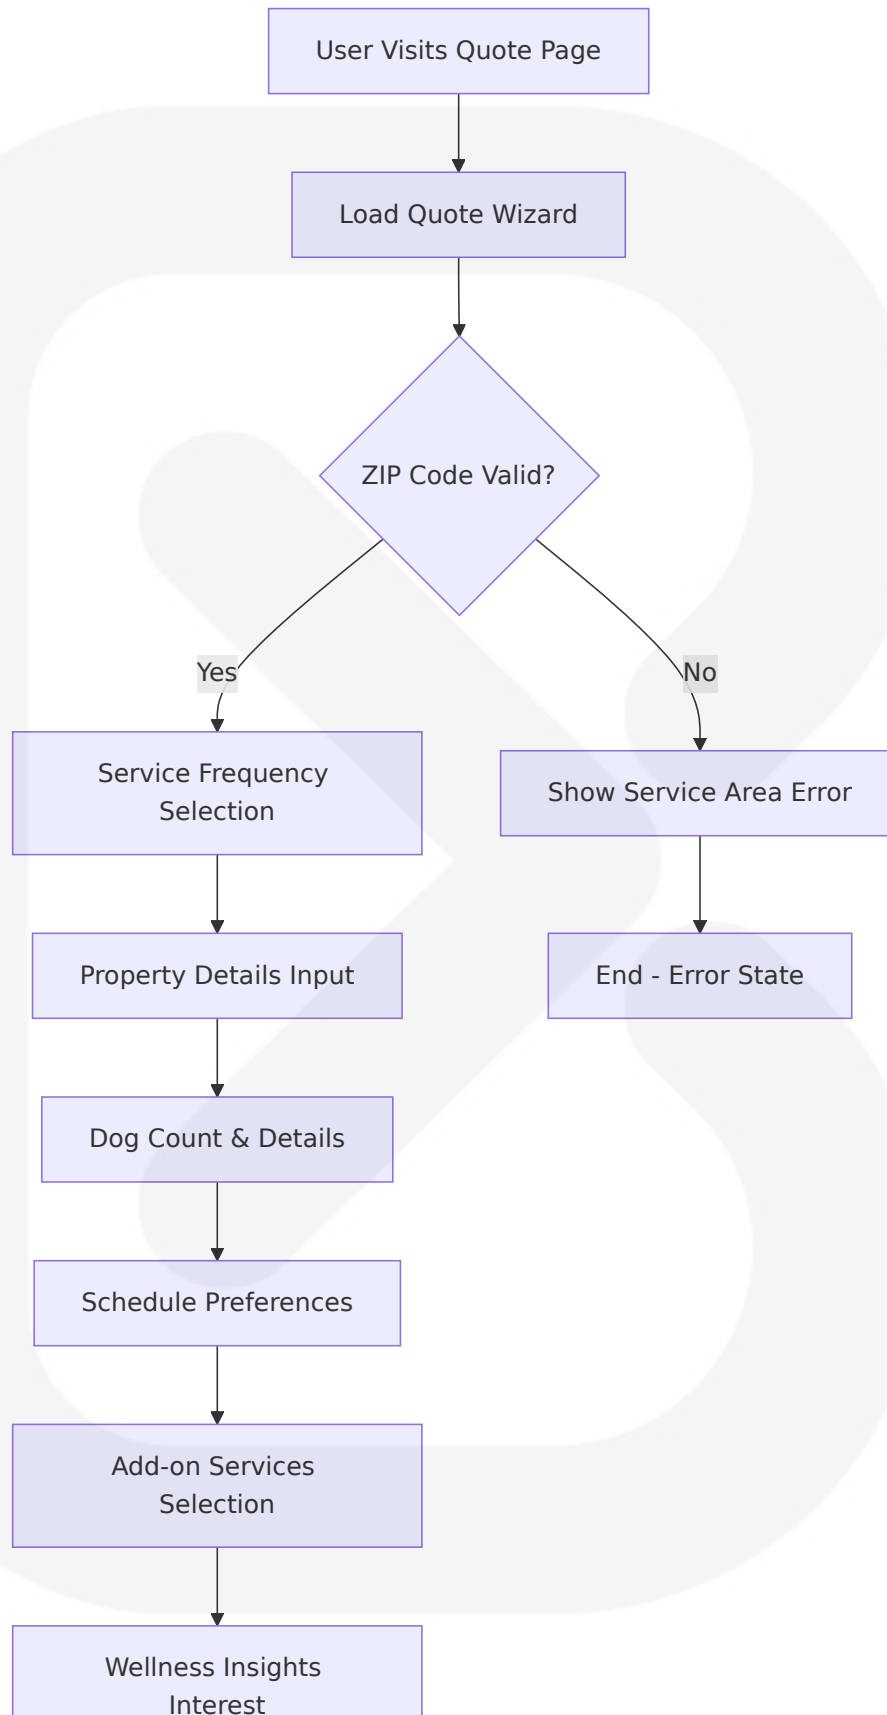 User Visits Quote Page
Load Quote Wizard
ZIP Code Valid?
Yes
No
Service Frequency
Selection
Show Service Area Error
Property Details Input
End - Error State
Dog Count & Details
Schedule Preferences
Add-on Services
Selection
Wellness Insights
Interest